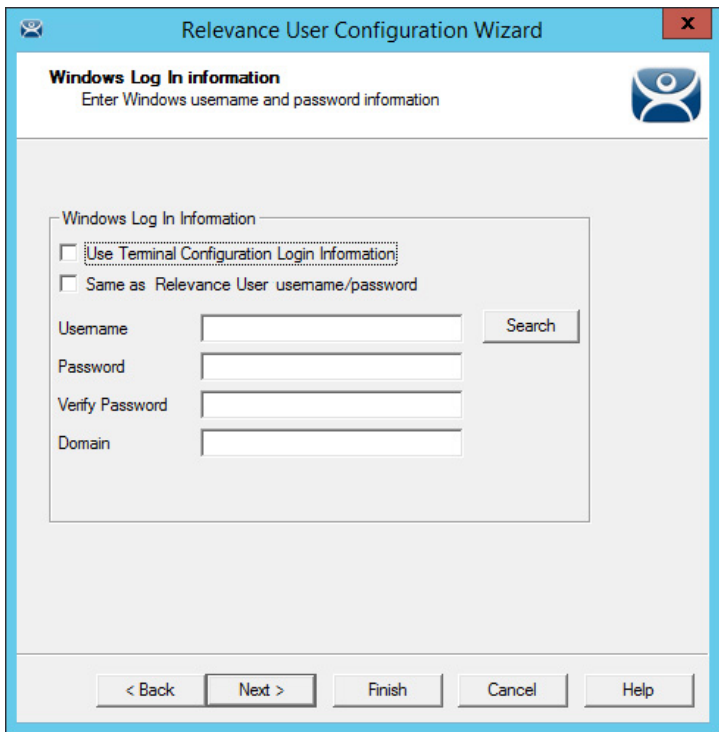 Relevance User Configuration Wizard
x
Windows Log In information
Enter Windows username and password information
Windows Log In Information
Use Terminal Configuration Login Information
Same as Relevance User username/password
Username
Search
Password
Verify Password
Domain
< Back Next > Finish Cancel Help